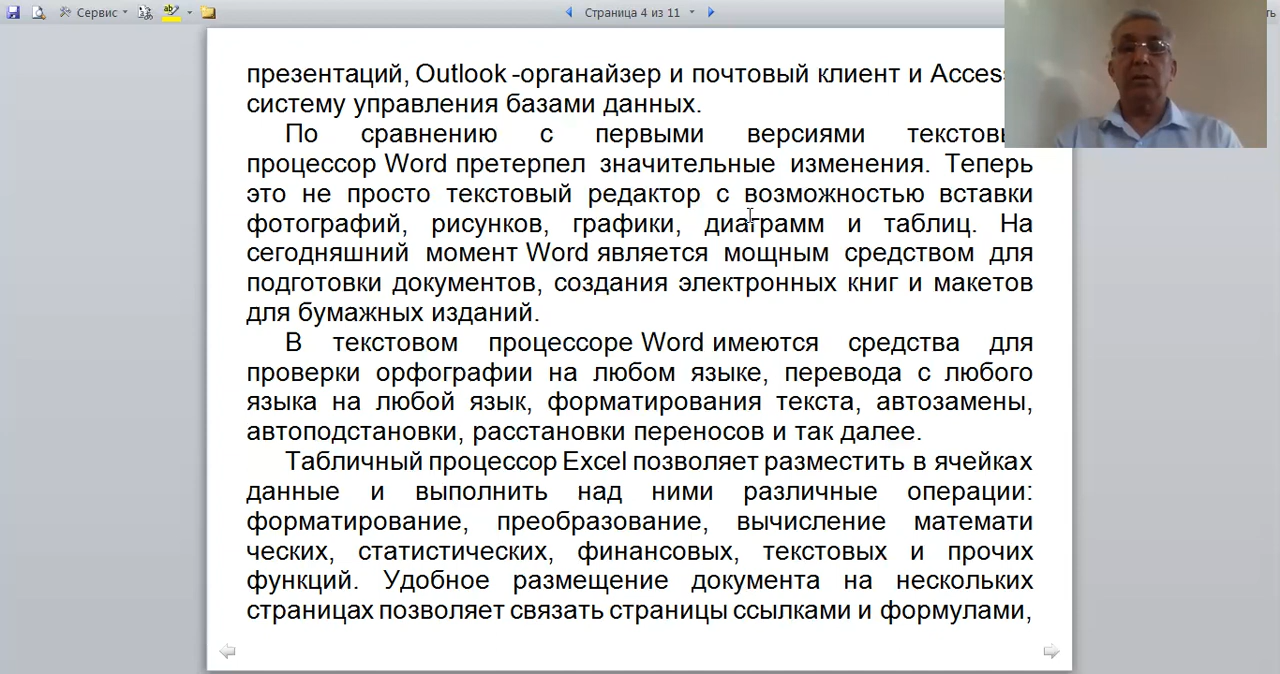 Сервис
Страница 4 из 11
ть
презентаций, Outlook -органайзер и почтовый клиент и
систему управления базами данных.
По сравнению с первыми версиями
процессор Word претерпел значительные изменения. Теперь
это не просто текстовый редактор с возможностью вставки
фотографий, рисунков, графики, диаграмм и таблиц. На
сегодняшний момент Word является мощным средством для
подготовки документов, создания электронных книг и макетов
для бумажных изданий.
В текстовом процессоре Word имеются средства для
проверки орфографии на любом языке, перевода с любого
языка на любой язык, форматирования текста, автозамены,
автоподстановки, расстановки переносов и так далее.
Табличный процессор Excel позволяет разместить в ячейках
данные и выполнить над ними различные операции:
форматирование, преобразование, вычисление математи
ческих, статистических, финансовых, текстовых и прочих
функций. Удобное размещение документа на нескольких
страницах позволяет связать страницы ссылками и формулами,